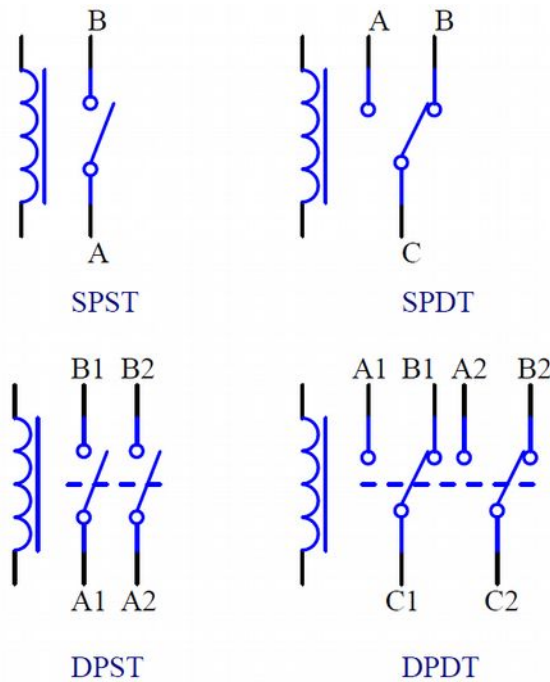 B
A B
A
C
SPST
SPDT
B1 B2
A1 B1 A2 B2
A1 A2
C1 C2
DPST
DPDT